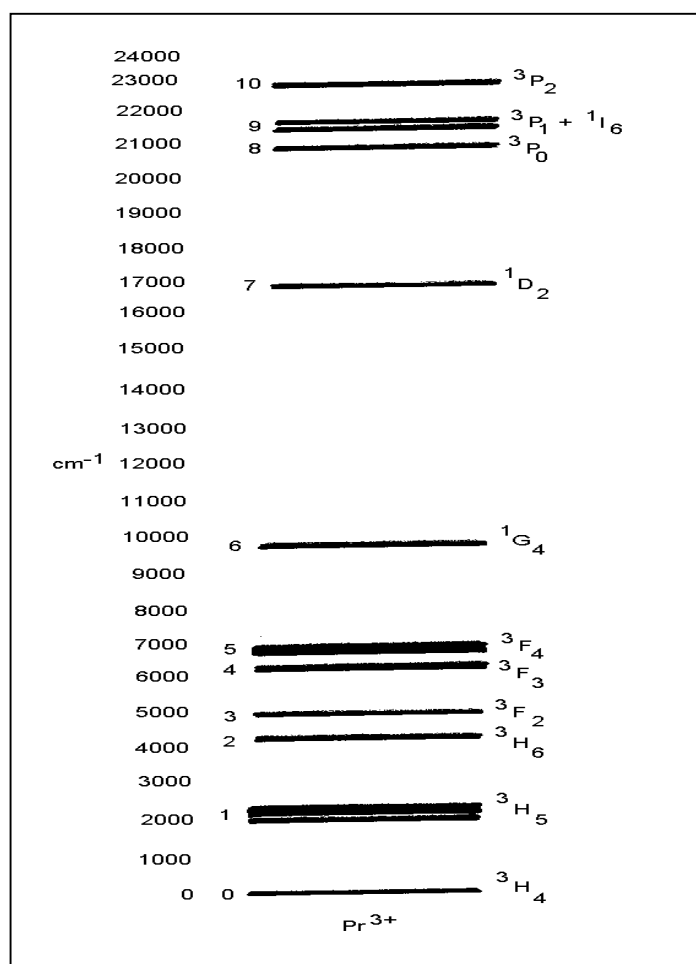 24000
23000 10 ³P₂
22000
9 ³P₁ + ¹I₆
21000 8 ³P₀
20000
19000
18000
17000 7 ¹D₂
16000
15000
14000
13000
cm⁻¹ 12000
11000
10000 6 ¹G₄
9000
8000
7000 5 ³F₄
6000 4 ³F₃
5000 3 ³F₂
4000 2 ³H₆
3000
2000 1 ³H₅
1000
0 0 ³H₄
Pr³⁺